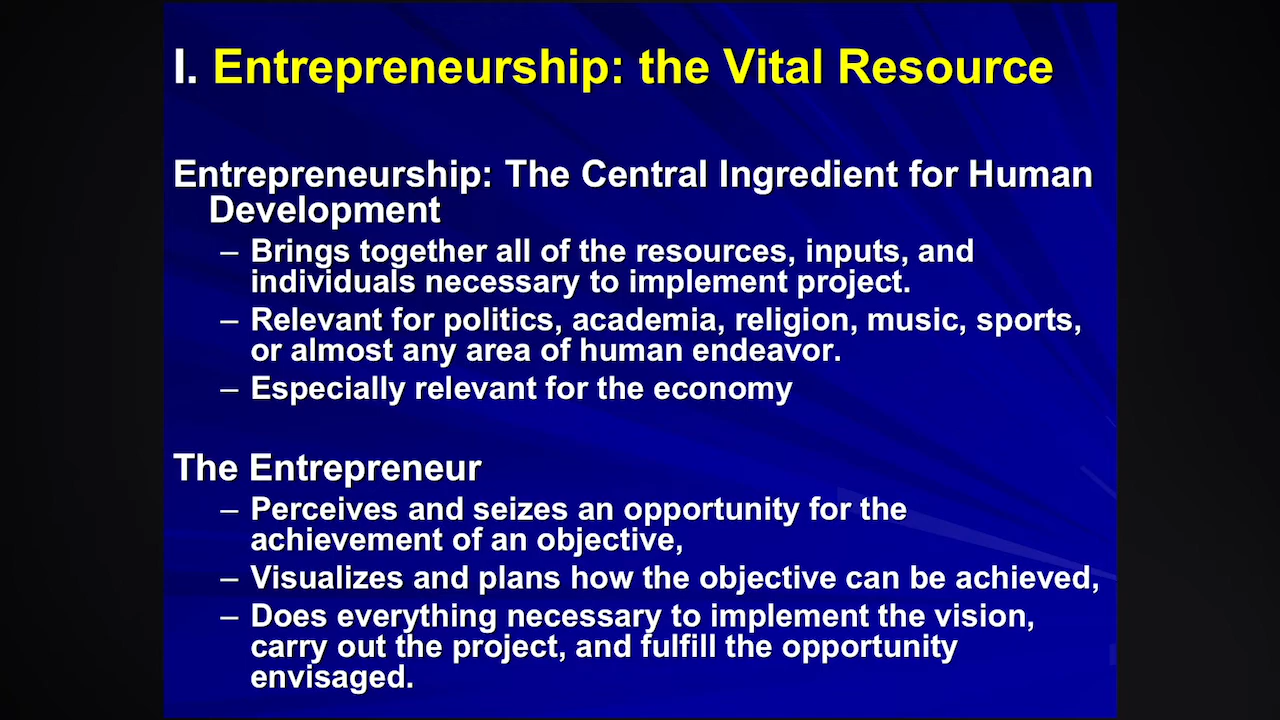 I. Entrepreneurship: the Vital Resource
Entrepreneurship: The Central Ingredient for Human
Development
– Brings together all of the resources, inputs, and
individuals necessary to implement project.
– Relevant for politics, academia, religion, music, sports,
or almost any area of human endeavor.
– Especially relevant for the economy
The Entrepreneur
– Perceives and seizes an opportunity for the
achievement of an objective,
– Visualizes and plans how the objective can be achieved,
– Does everything necessary to implement the vision,
carry out the project, and fulfill the opportunity
envisaged.